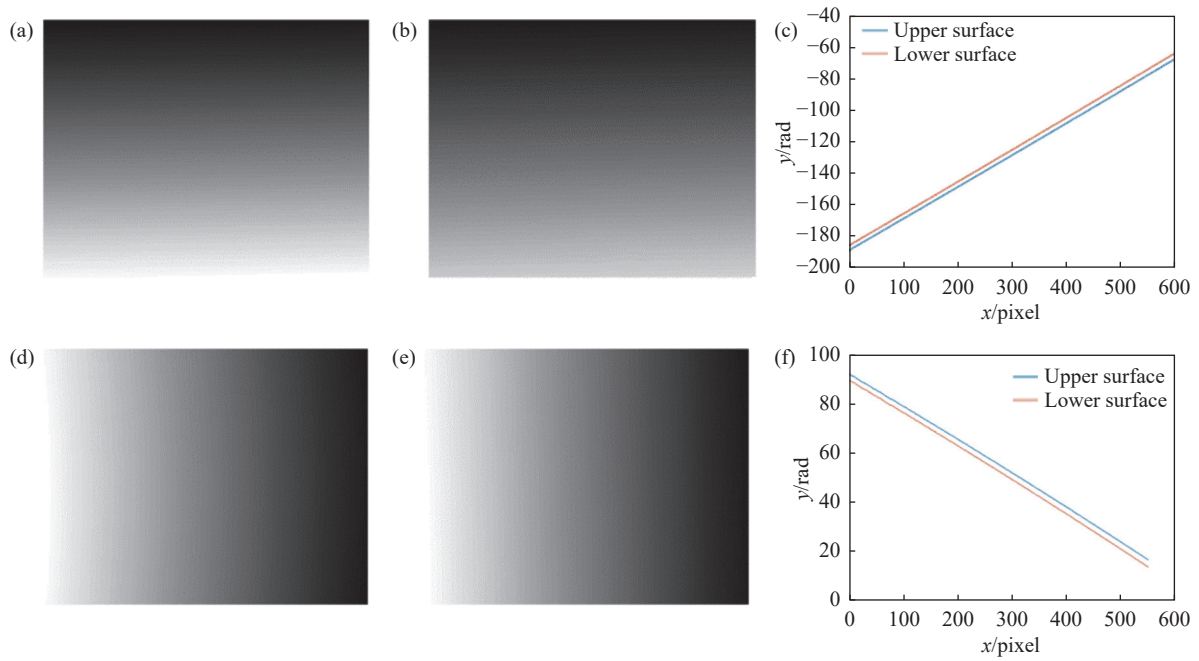 (a)
(b)
(c)
−40
−60
−80
−100
−120
−140
−160
−180
−200
y/rad
Upper surface
Lower surface
0 100 200 300 400 500 600
x/pixel
(d)
(e)
(f)
100
80
60
40
20
0
y/rad
Upper surface
Lower surface
0 100 200 300 400 500 600
x/pixel